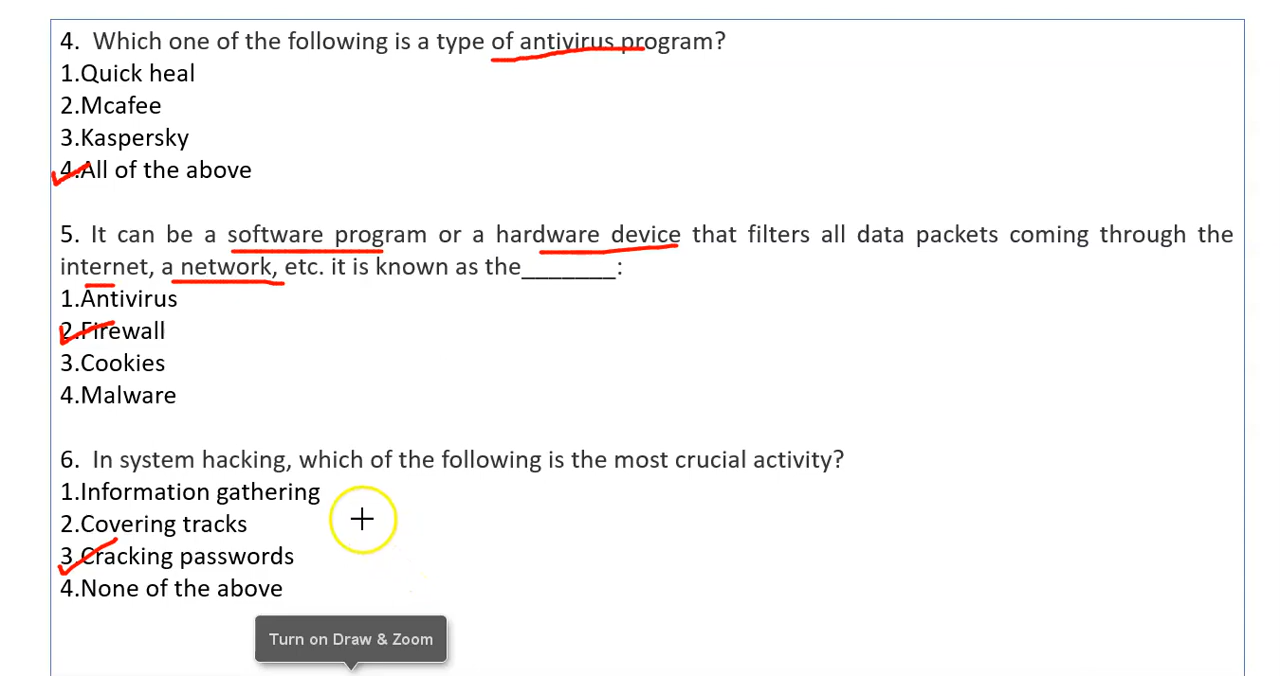 4. Which one of the following is a type of antivirus program?
1.Quick heal
2.Mcafee
3.Kaspersky
4.All of the above
5. It can be a software program or a hardware device that filters all data packets coming through the
internet, a network, etc. it is known as the_______:
1.Antivirus
2.Firewall
3.Cookies
4.Malware
6. In system hacking, which of the following is the most crucial activity?
1.Information gathering
2.Covering tracks
3.Cracking passwords
4.None of the above
Turn on Draw & Zoom